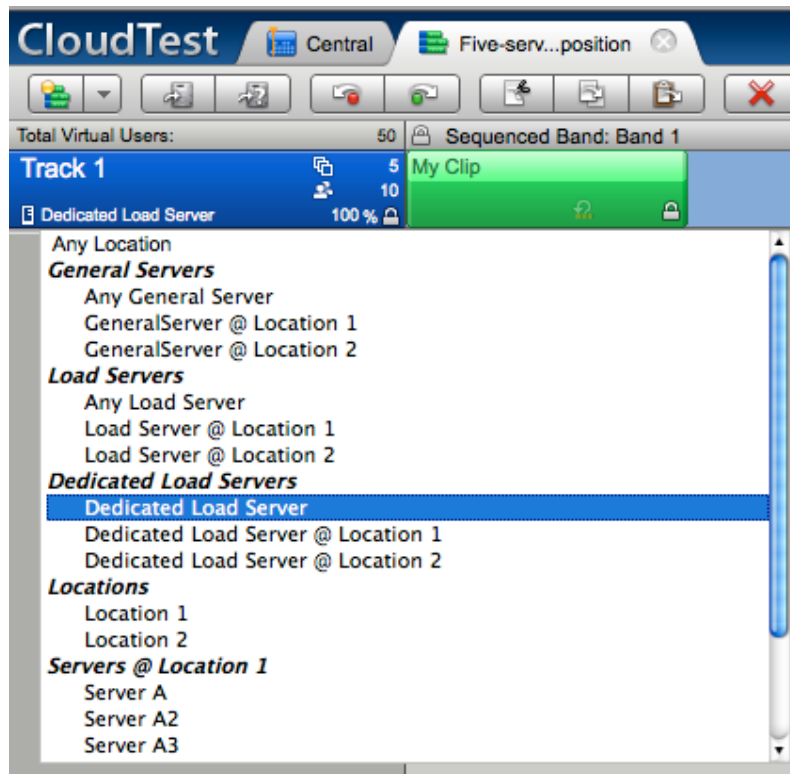 CloudTest
Central
Five-serv...position
Total Virtual Users: 50
Sequenced Band: Band 1
Track 1 5
10
Dedicated Load Server 100 %
My Clip
Any Location
General Servers
Any General Server
GeneralServer @ Location 1
GeneralServer @ Location 2
Load Servers
Any Load Server
Load Server @ Location 1
Load Server @ Location 2
Dedicated Load Servers
Dedicated Load Server
Dedicated Load Server @ Location 1
Dedicated Load Server @ Location 2
Locations
Location 1
Location 2
Servers @ Location 1
Server A
Server A2
Server A3